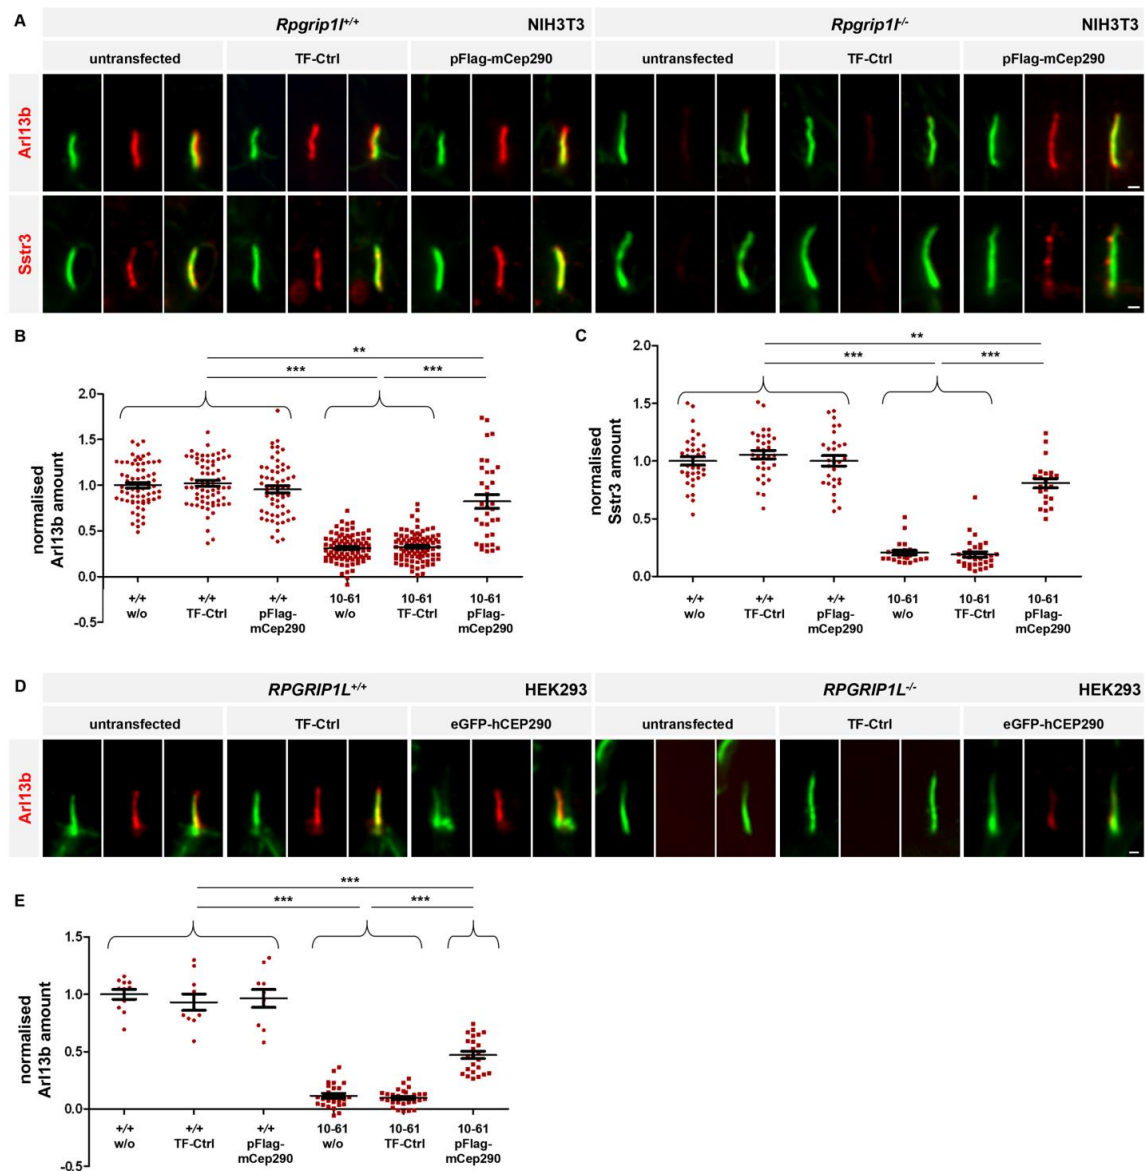 A
Rpgrip1l+/+ NIH3T3 Rpgrip1l-/- NIH3T3
untransfected TF-Ctrl pFlag-mCep290 untransfected TF-Ctrl pFlag-mCep290
Arl13b
Sstr3
B
**
*** ***
normalised
Arl13b amount
2.0
1.5
1.0
0.5
0.0
-0.5
+/+ +/+ +/+ 10-61 10-61 10-61
w/o TF-Ctrl pFlag- w/o TF-Ctrl pFlag-
mCep290 mCep290
C
**
*** ***
normalised
Sstr3 amount
2.0
1.5
1.0
0.5
0.0
+/+ +/+ +/+ 10-61 10-61 10-61
w/o TF-Ctrl pFlag- w/o TF-Ctrl pFlag-
mCep290 mCep290
D
RPGRIP1L+/+ HEK293 RPGRIP1L-/- HEK293
untransfected TF-Ctrl eGFP-hCEP290 untransfected TF-Ctrl eGFP-hCEP290
Arl13b
E
***
*** ***
normalised
Arl13b amount
1.5
1.0
0.5
0.0
-0.5
+/+ +/+ +/+ 10-61 10-61 10-61
w/o TF-Ctrl pFlag- w/o TF-Ctrl pFlag-
mCep290 mCep290